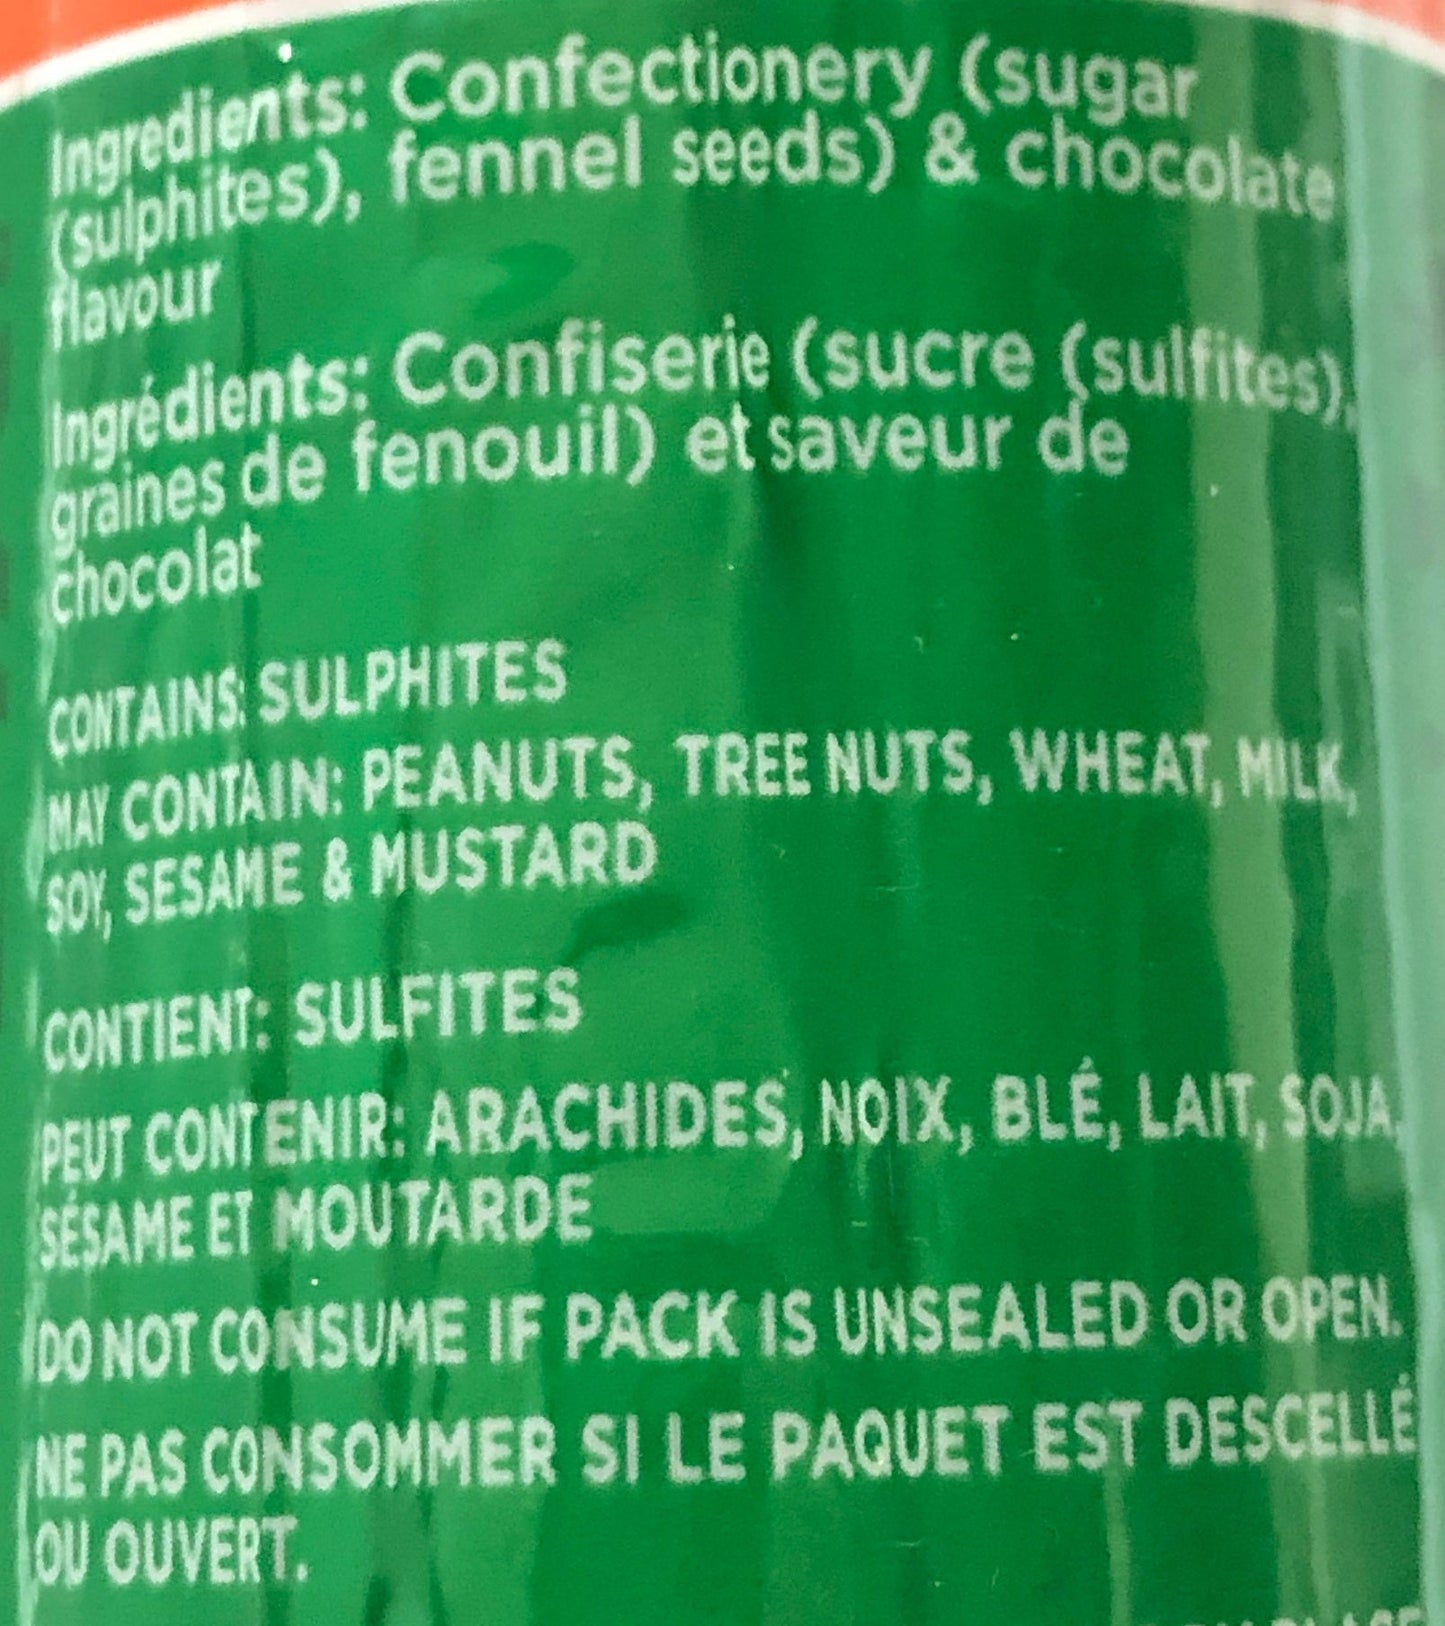 Ingredients: Confectionery (sugar
(sulphites), fennel seeds) & chocolate
flavour
Ingrédients: Confiserie (sucre (sulfites),
graines de fenouil) et saveur de
chocolat
CONTAINS: SULPHITES
MAY CONTAIN: PEANUTS, TREE NUTS, WHEAT, MILK,
SOY, SESAME & MUSTARD
CONTIENT: SULFITES
PEUT CONTENIR: ARACHIDES, NOIX, BLÉ, LAIT, SOJA,
SÉSAME ET MOUTARDE
DO NOT CONSUME IF PACK IS UNSEALED OR OPEN.
NE PAS CONSOMMER SI LE PAQUET EST DESCELLÉ
OU OUVERT.